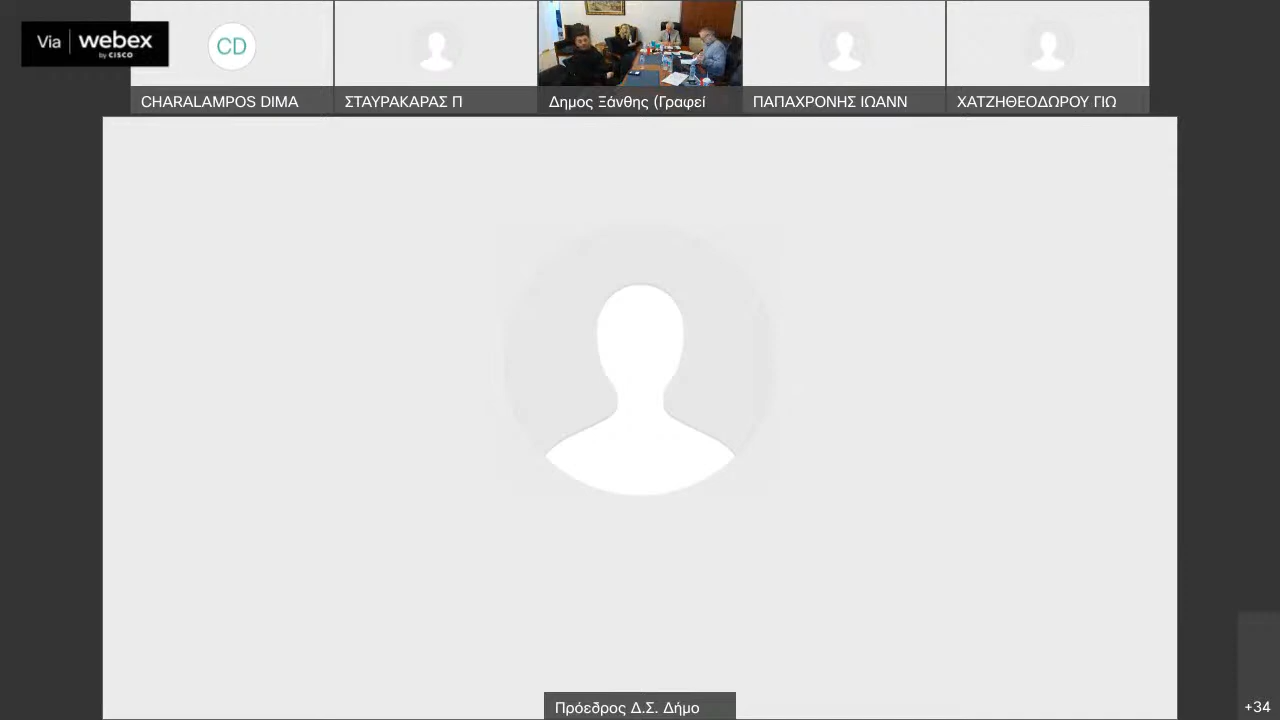 Via webex
by CISCO
CD
CHARALAMPOS DIMA
ΣΤΑΥΡΑΚΑΡΑΣ Π
Δημος Ξάνθης (Γραφεί
ΠΑΠΑΧΡΟΝΗΣ ΙΩΑΝΝ
ΧΑΤΖΗΘΕΟΔΩΡΟΥ ΓΙΩ
Πρόεδρος Δ.Σ. Δήμο
+34